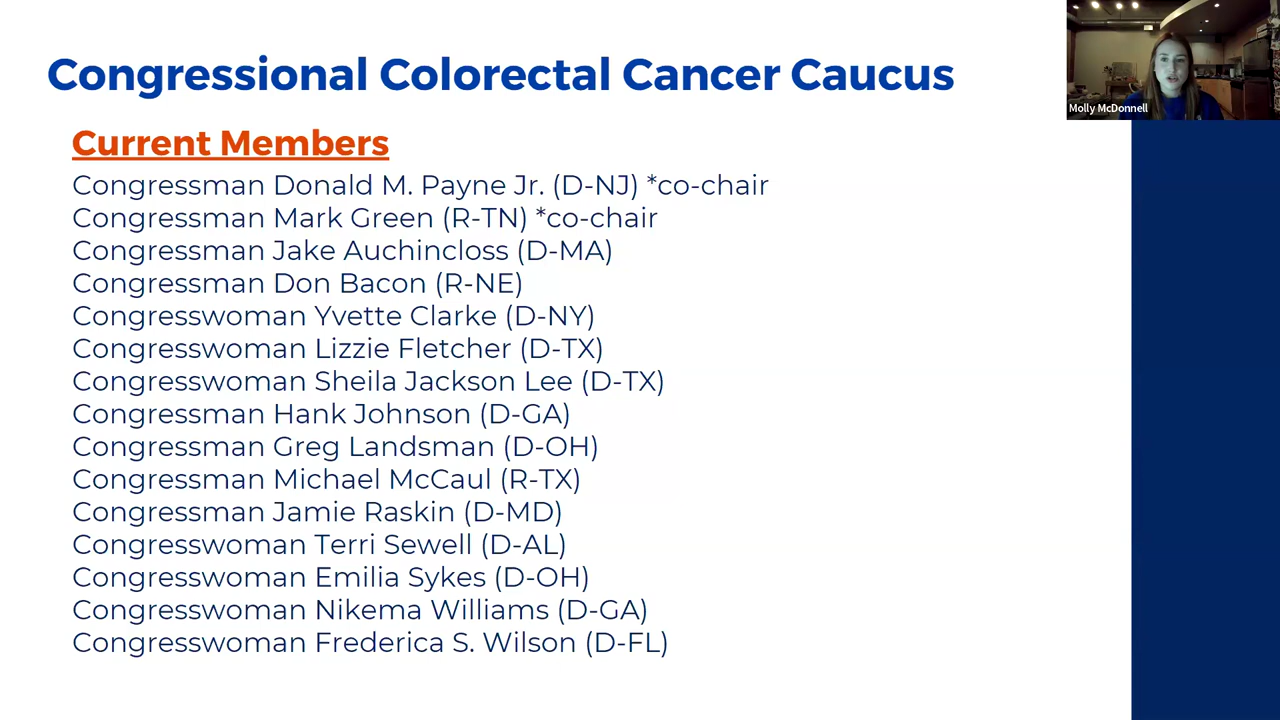 Congressional Colorectal Cancer Caucus
Molly McDonnell
Current Members
Congressman Donald M. Payne Jr. (D-NJ) *co-chair
Congressman Mark Green (R-TN) *co-chair
Congressman Jake Auchincloss (D-MA)
Congressman Don Bacon (R-NE)
Congresswoman Yvette Clarke (D-NY)
Congresswoman Lizzie Fletcher (D-TX)
Congresswoman Sheila Jackson Lee (D-TX)
Congressman Hank Johnson (D-GA)
Congressman Greg Landsman (D-OH)
Congressman Michael McCaul (R-TX)
Congressman Jamie Raskin (D-MD)
Congresswoman Terri Sewell (D-AL)
Congresswoman Emilia Sykes (D-OH)
Congresswoman Nikema Williams (D-GA)
Congresswoman Frederica S. Wilson (D-FL)